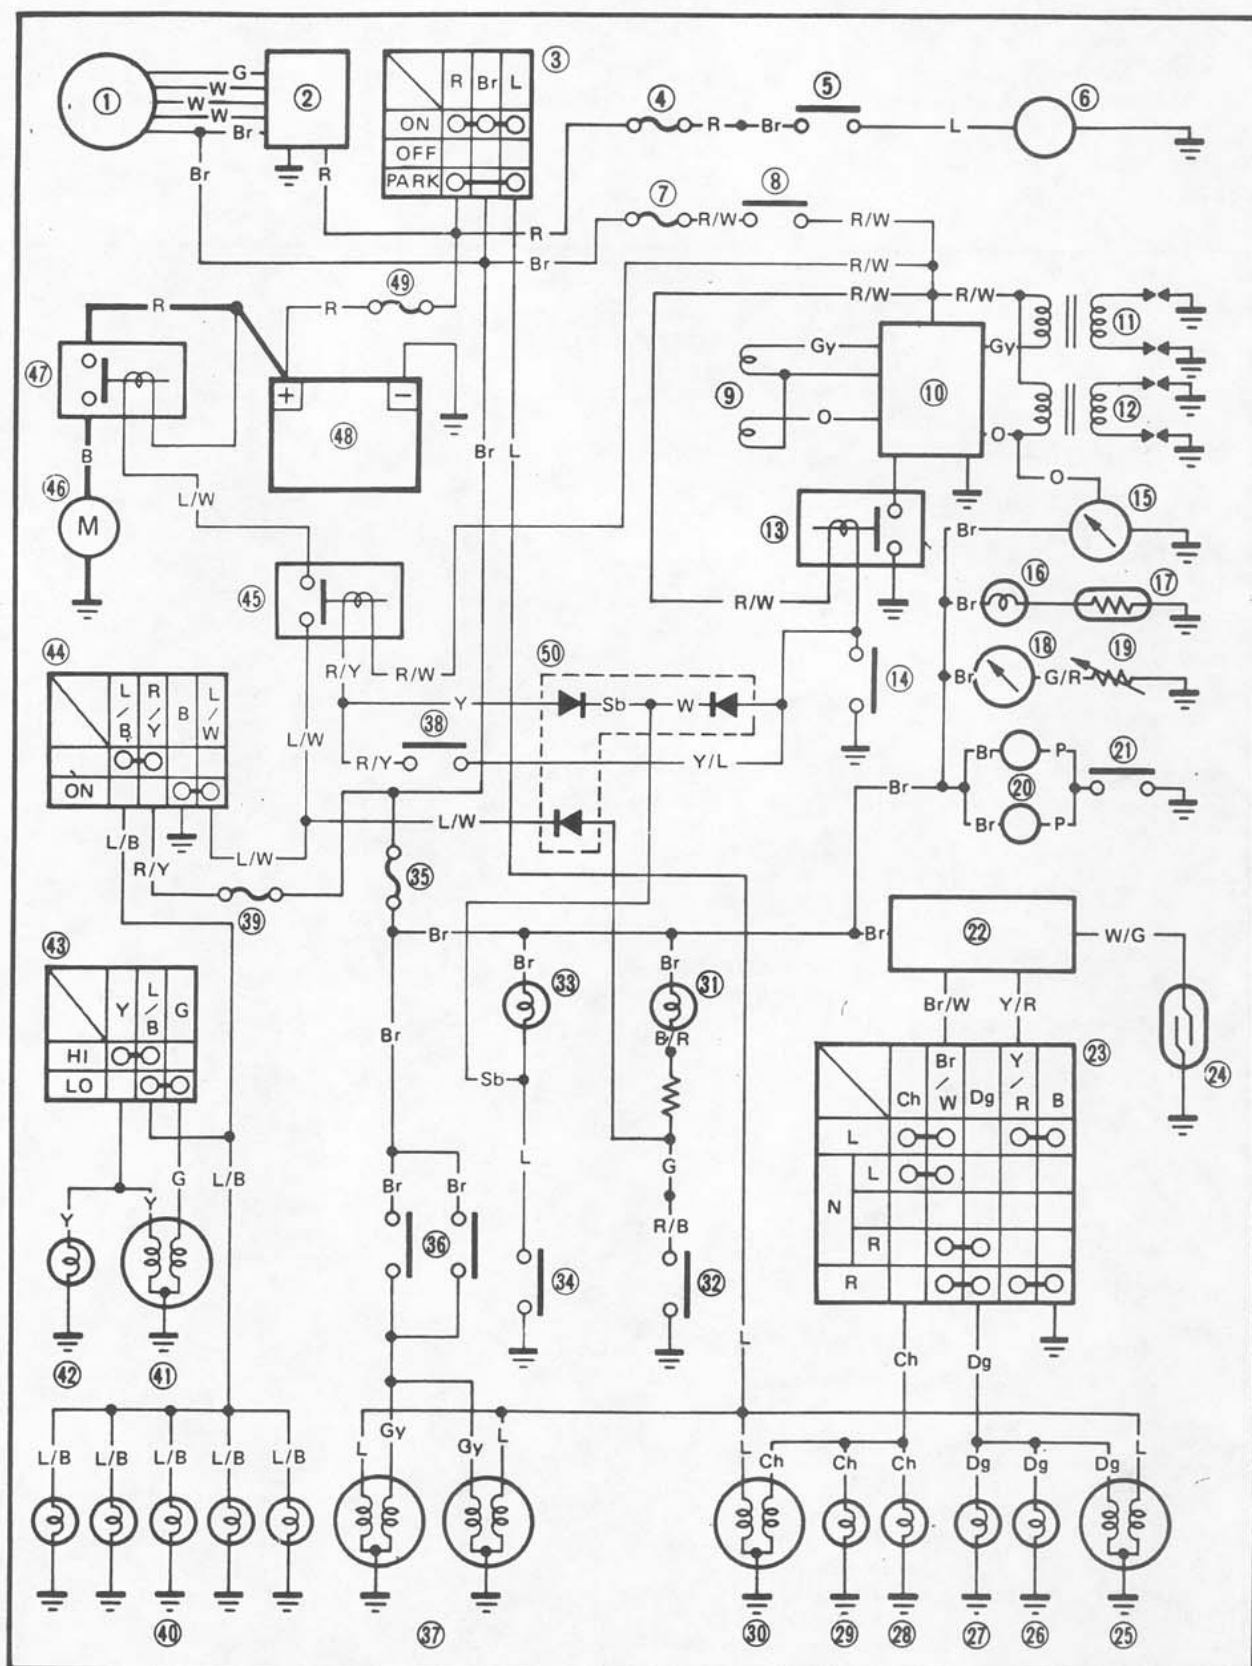 G
W
W
W
Br
1
2
3
R Br L
ON
OFF
PARK
4
5
6
R Br L
Br
R
7
8
R/W R/W
R
Br
R/W
R/W R/W
R
49
R
47
+ −
48
B
46
M
L/W
Br L
Gy
9
O
10
Gy
O
11
12
O
13
15
Br
45
R/W
16
17
Br
14
18
19
Br G/R
44
L/B R/Y B L/W
ON
R/Y
R/W
50
Y Sb W
38
L/W
R/Y Y/L
21
Br P
20
Br P
Br
L/B
R/Y
L/W
L/W
39
35
43
Y L/B G
HI
LO
Br
Br
22
W/G
Br
33
Br
31
Br
B/R
Br/W Y/R
23
24
Sb
Ch Br/W Dg Y/R B
L
N L
R
R
Y
Y
G
L/B
L
G
R/B
Br Br
36
34
32
42
41
L
Ch
Dg
L/B L/B L/B L/B L/B
L Gy Gy L
L Ch Ch Ch Dg Dg Dg L
40
37
30 29 28 27 26 25